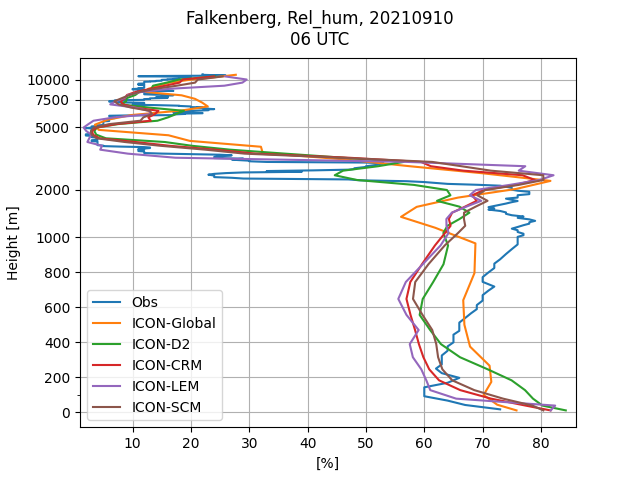 Falkenberg, Rel_hum, 20210910
06 UTC
10000
7500
5000
2000
1000
800
600
400
200
0
Height [m]
Obs
ICON-Global
ICON-D2
ICON-CRM
ICON-LEM
ICON-SCM
10 20 30 40 50 60 70 80
[%]